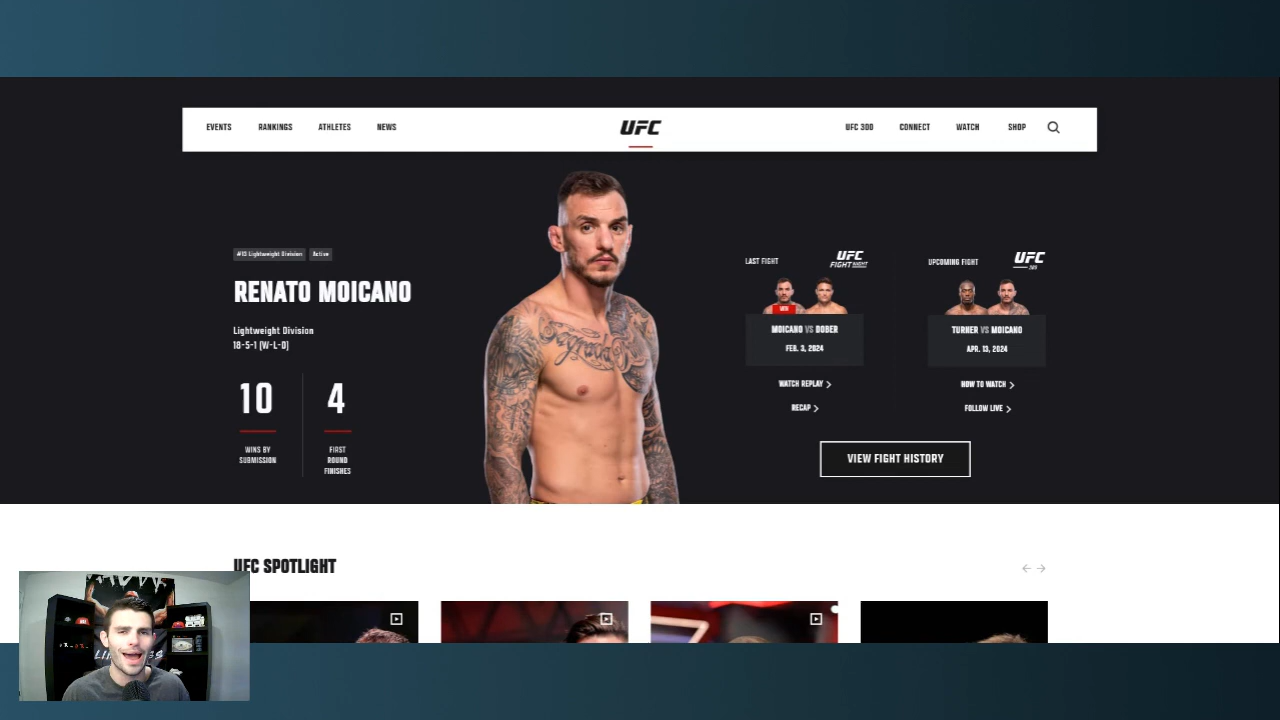 EVENTS RANKINGS ATHLETES NEWS UFC UFC 300 CONNECT WATCH SHOP
#13 Lightweight Division Active
RENATO MOICANO
Lightweight Division
18-5-1 (W-L-D)
10 4
WINS BY
SUBMISSION
FIRST
ROUND
FINISHES
LAST FIGHT
UFC
FIGHT NIGHT
MOICANO VS DOBER
FEB. 3, 2024
WATCH REPLAY
RECAP
UPCOMING FIGHT
UFC
300
TURNER VS MOICANO
APR. 13, 2024
HOW TO WATCH
FOLLOW LIVE
VIEW FIGHT HISTORY
UFC SPOTLIGHT